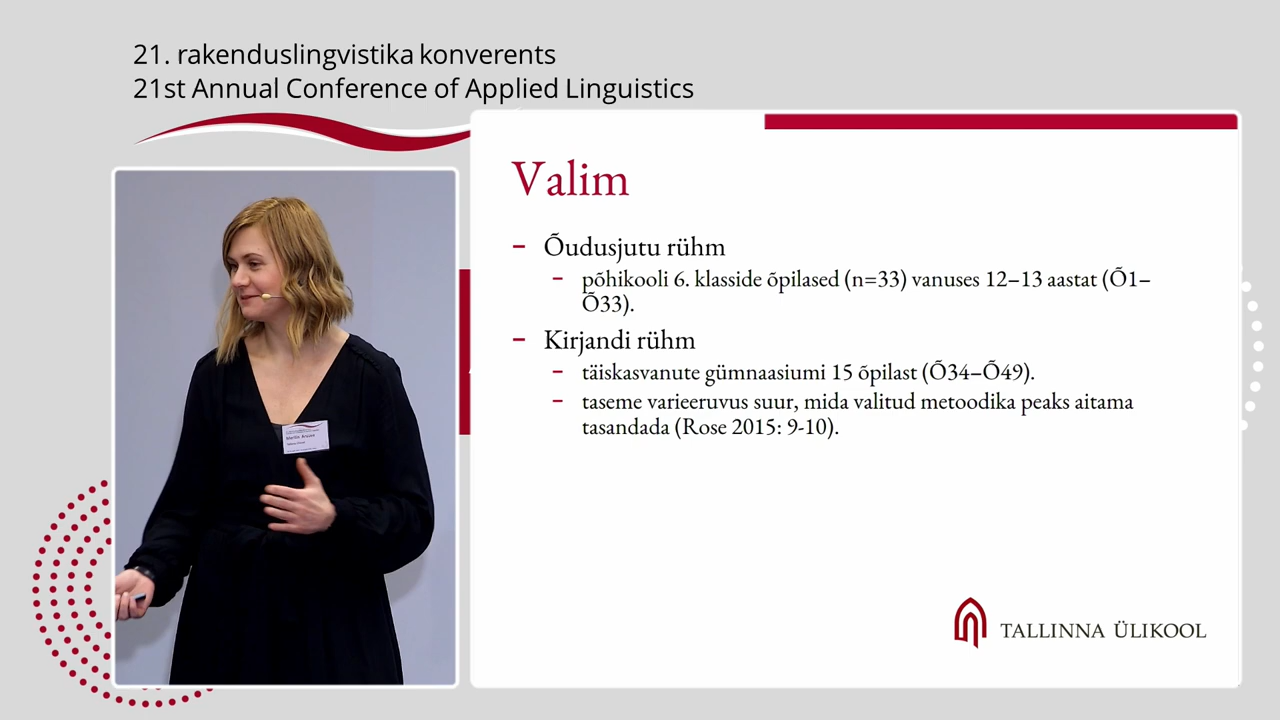 21. rakenduslingvistika konverents
21st Annual Conference of Applied Linguistics
Valim
– Õudusjutu rühm
– põhikooli 6. klasside õpilased (n=33) vanuses 12–13 aastat (Õ1–
Õ33).
– Kirjandi rühm
– täiskasvanute gümnaasiumi 15 õpilast (Õ34–Õ49).
– taseme varieeruvus suur, mida valitud metoodika peaks aitama
tasandada (Rose 2015: 9-10).
TALLINNA ÜLIKOOL